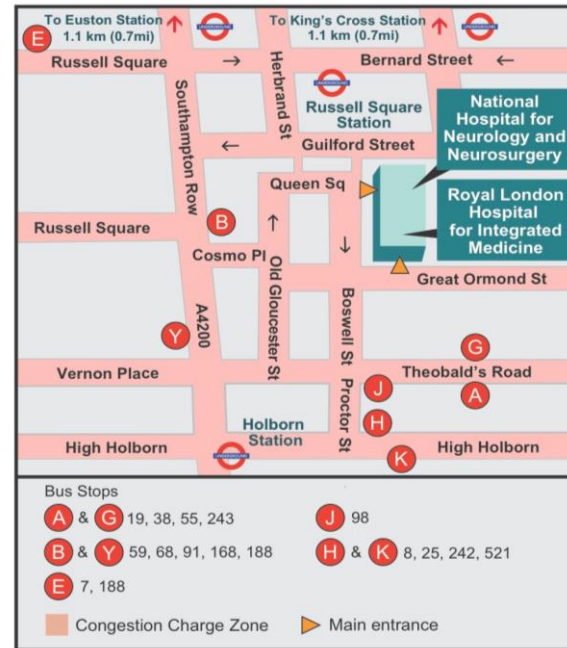 To Euston Station
1.1 km (0.7mi)
UNDERGROUND
To King's Cross Station
1.1 km (0.7mi)
UNDERGROUND
E
Russell Square
→
Herbrand St
Bernard Street
←
UNDERGROUND
Russell Square
Station
National
Hospital for
Neurology and
Neurosurgery
Southampton Row
←
Guilford Street
Queen Sq
Royal London
Hospital
for Integrated
Medicine
B
Russell Square
Cosmo Pl
Old Gloucester St
Great Ormond St
Boswell St
Y
A4200
G
Vernon Place
Theobald's Road
J
A
Proctor St
Holborn
Station
H
High Holborn
UNDERGROUND
K
High Holborn
Bus Stops
A & G 19, 38, 55, 243
J 98
B & Y 59, 68, 91, 168, 188
H & K 8, 25, 242, 521
E 7, 188
Congestion Charge Zone
Main entrance